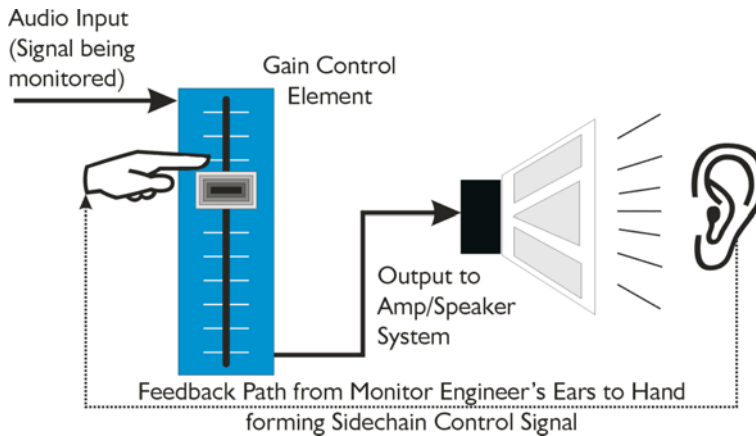 Audio Input
(Signal being
monitored)
Gain Control
Element
Output to
Amp/Speaker
System
Feedback Path from Monitor Engineer's Ears to Hand
forming Sidechain Control Signal